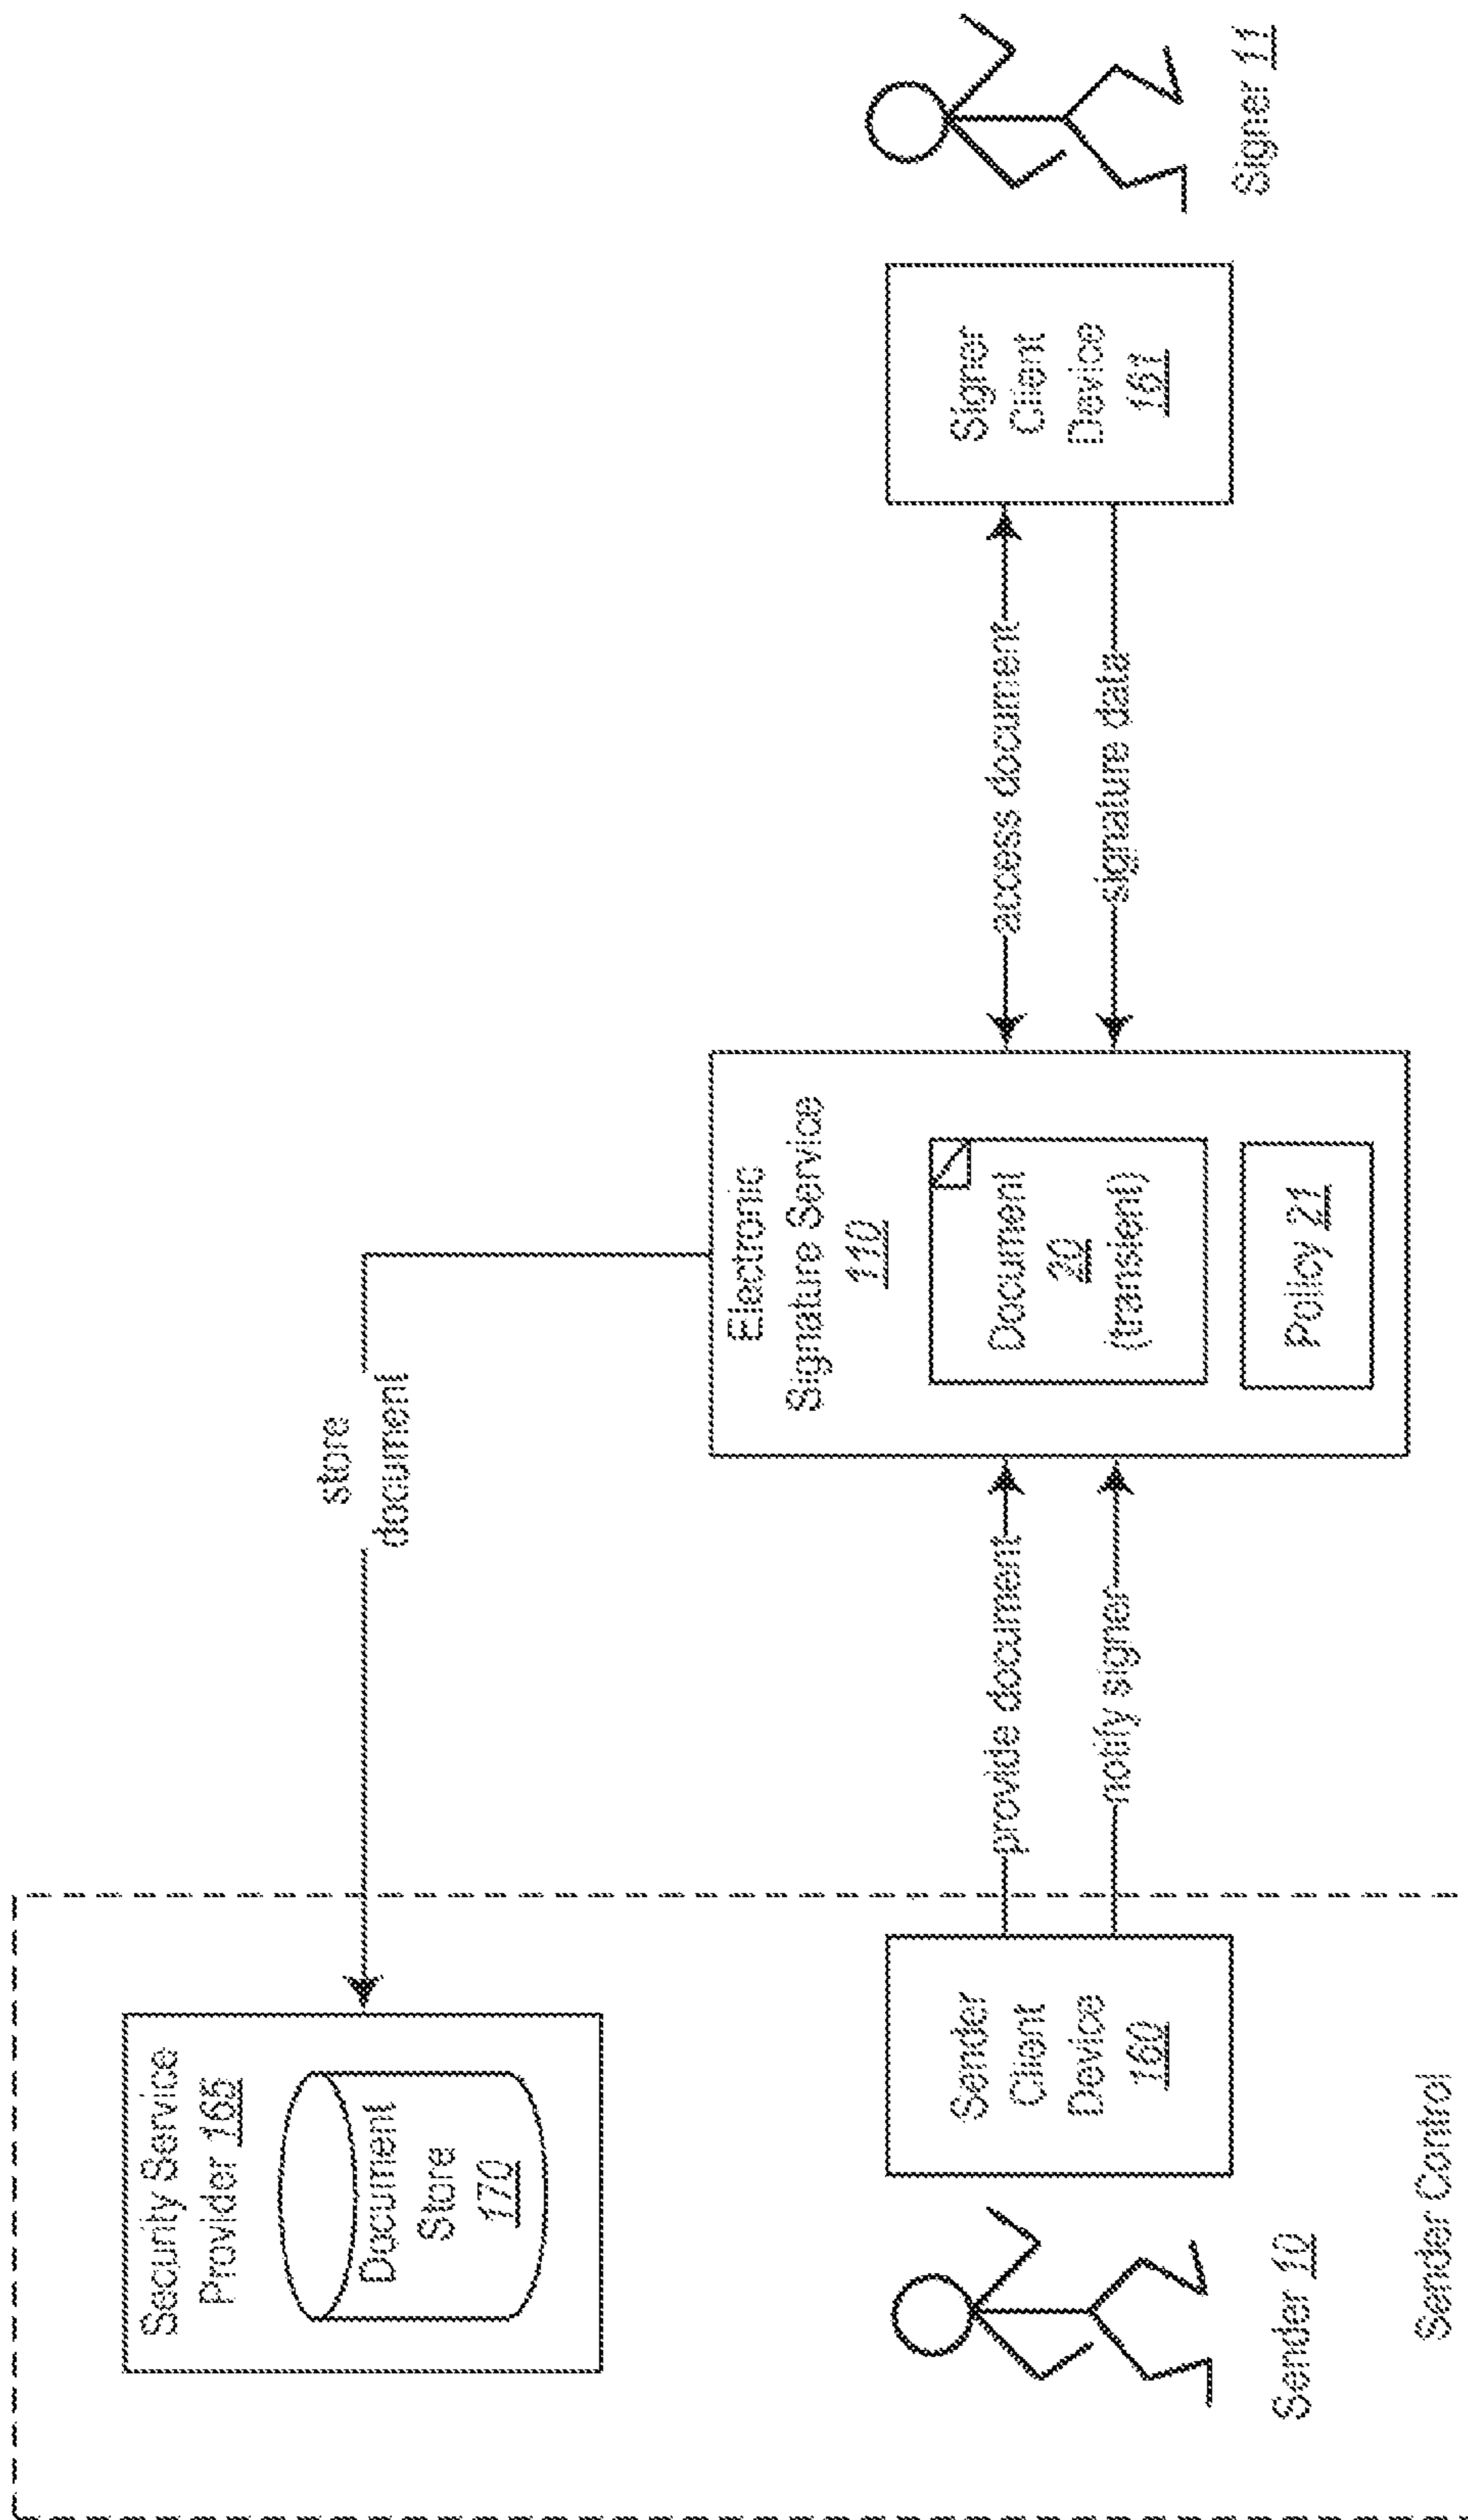 Security Service
Provider 165
Document
Store
170
store
document
Sender
Client
Device
160
Sender 10
Sender Control
provide document
notify signer
Electronic
Signature Service
110
Document
20
(transient)
Policy 21
access document
signature data
Signer
Client
Device
161
Signer 11